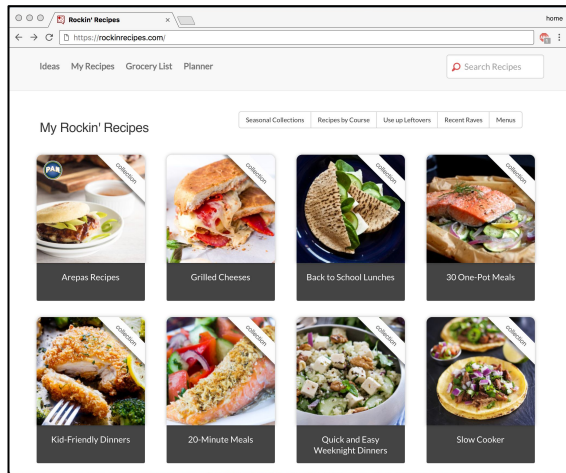 Rockin' Recipes
home
https://rockinrecipes.com/
Ideas My Recipes Grocery List Planner
Search Recipes
My Rockin' Recipes
Seasonal Collections Recipes by Course Use up Leftovers Recent Raves Menus
PAN
collection collection collection collection
Arepas Recipes Grilled Cheeses Back to School Lunches 30 One-Pot Meals
collection collection collection collection
Kid-Friendly Dinners 20-Minute Meals Quick and Easy Slow Cooker
Weeknight Dinners